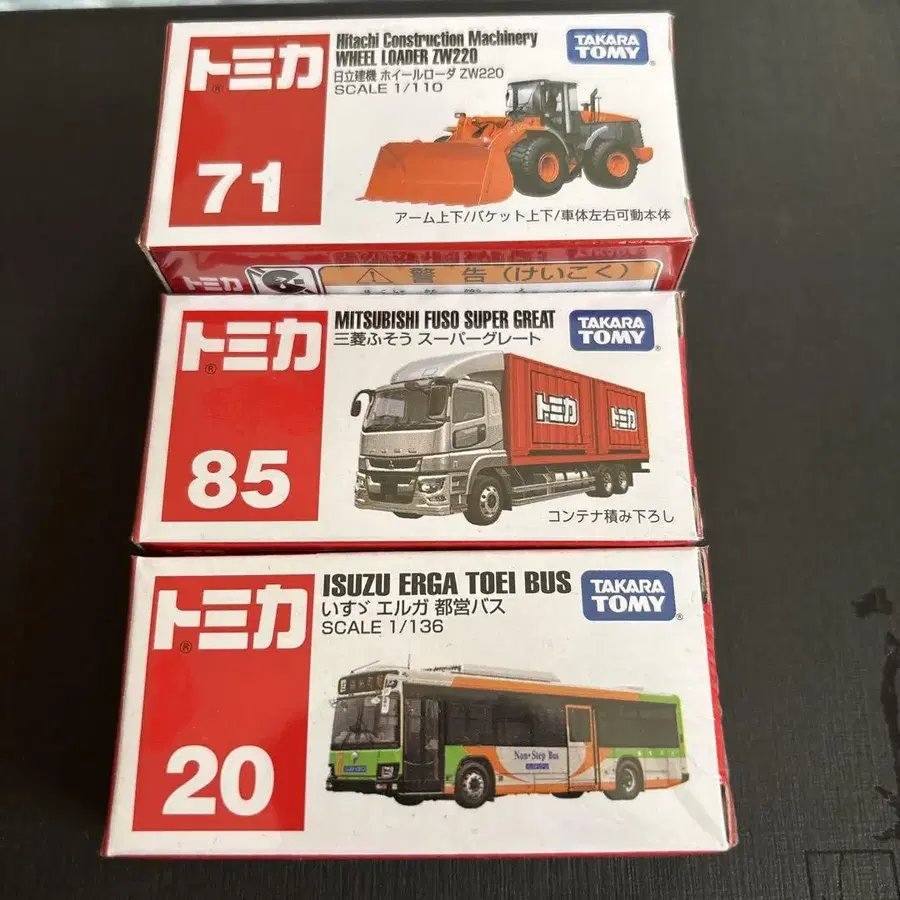 トミカ®
71
Hitachi Construction Machinery
WHEEL LOADER ZW220
日立建機 ホイールローダ ZW220
SCALE 1/110
TAKARA
TOMY®
アーム上下/バケット上下/車体左右可動本体
トミカ
⚠ 警告 (けいこく)
トミカ®
85
MITSUBISHI FUSO SUPER GREAT
三菱ふそう スーパーグレート
TAKARA
TOMY®
トミカ
トミカ
コンテナ積み下ろし
トミカ®
20
ISUZU ERGA TOEI BUS
いすゞ エルガ 都営バス
SCALE 1/136
TAKARA
TOMY®
Non-Step Bus